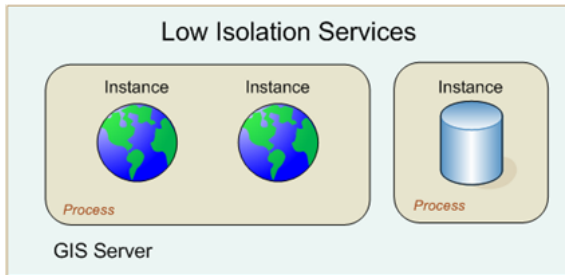 Low Isolation Services
Instance
Instance
Process
Instance
Process
GIS Server